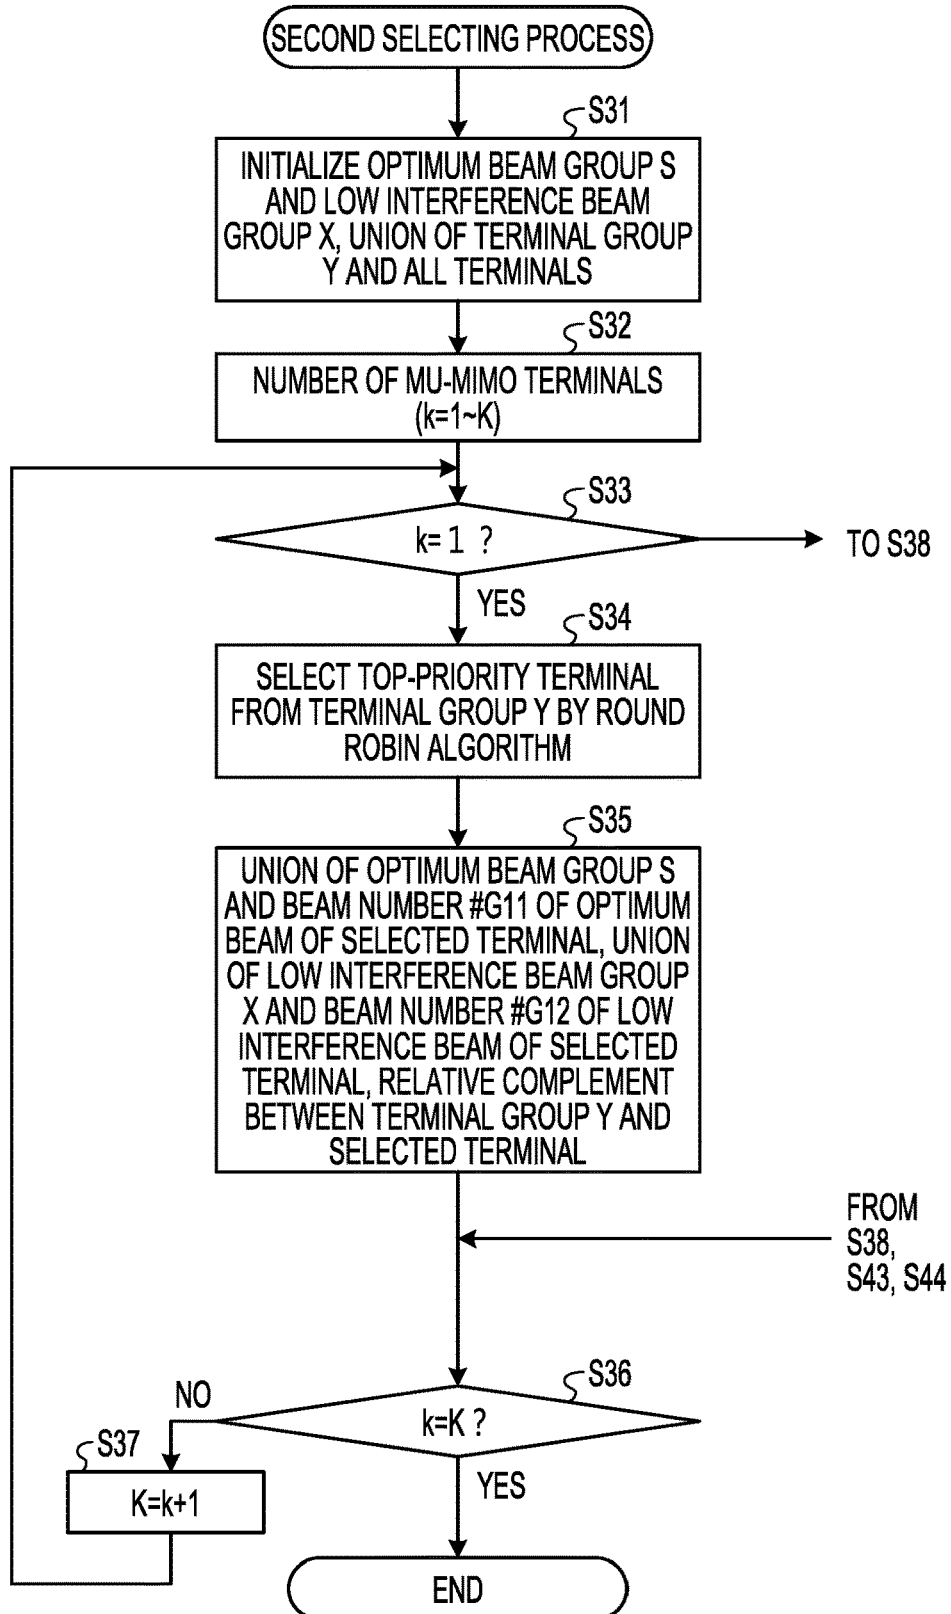 SECOND SELECTING PROCESS
S31
INITIALIZE OPTIMUM BEAM GROUP S
AND LOW INTERFERENCE BEAM
GROUP X, UNION OF TERMINAL GROUP
Y AND ALL TERMINALS
S32
NUMBER OF MU-MIMO TERMINALS
(k=1~K)
S33
k= 1 ?
TO S38
YES
S34
SELECT TOP-PRIORITY TERMINAL
FROM TERMINAL GROUP Y BY ROUND
ROBIN ALGORITHM
S35
UNION OF OPTIMUM BEAM GROUP S
AND BEAM NUMBER #G11 OF OPTIMUM
BEAM OF SELECTED TERMINAL, UNION
OF LOW INTERFERENCE BEAM GROUP
X AND BEAM NUMBER #G12 OF LOW
INTERFERENCE BEAM OF SELECTED
TERMINAL, RELATIVE COMPLEMENT
BETWEEN TERMINAL GROUP Y AND
SELECTED TERMINAL
FROM
S38,
S43, S44
S36
NO
k=K ?
S37
YES
K=k+1
END